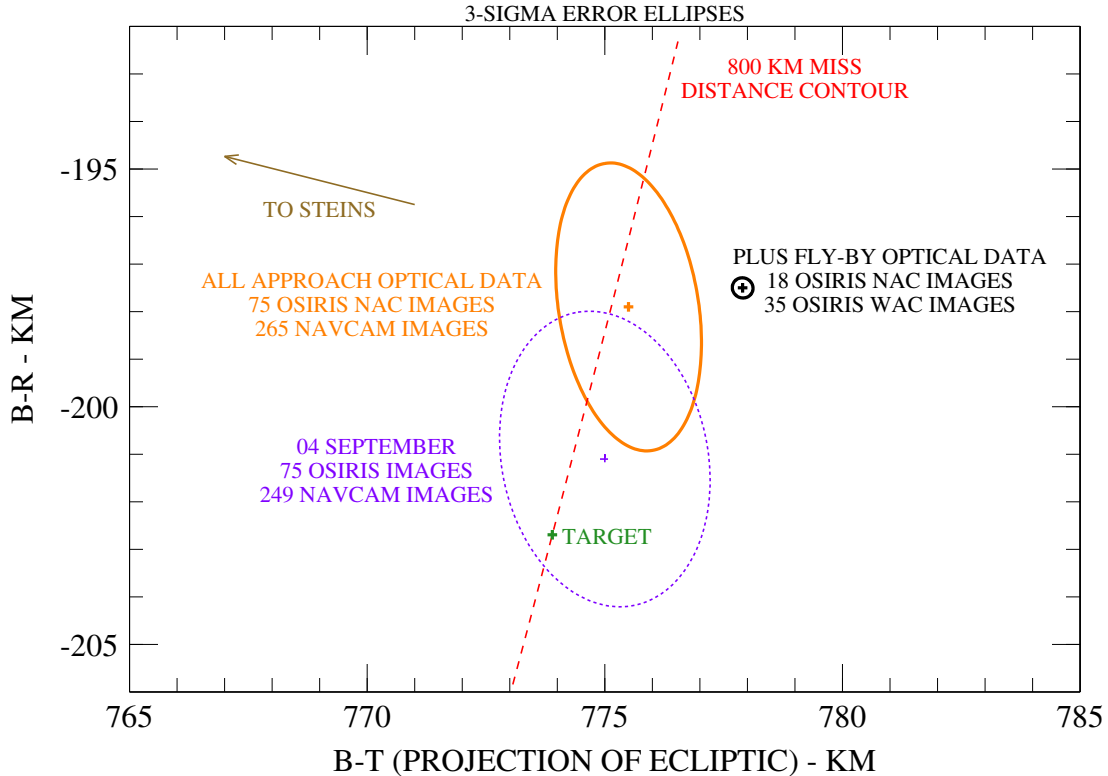 3-SIGMA ERROR ELLIPSES
800 KM MISS
DISTANCE CONTOUR
TO STEINS
ALL APPROACH OPTICAL DATA
75 OSIRIS NAC IMAGES
265 NAVCAM IMAGES
PLUS FLY-BY OPTICAL DATA
18 OSIRIS NAC IMAGES
35 OSIRIS WAC IMAGES
04 SEPTEMBER
75 OSIRIS IMAGES
249 NAVCAM IMAGES
TARGET
B-R - KM
-195
-200
-205
765 770 775 780 785
B-T (PROJECTION OF ECLIPTIC) - KM